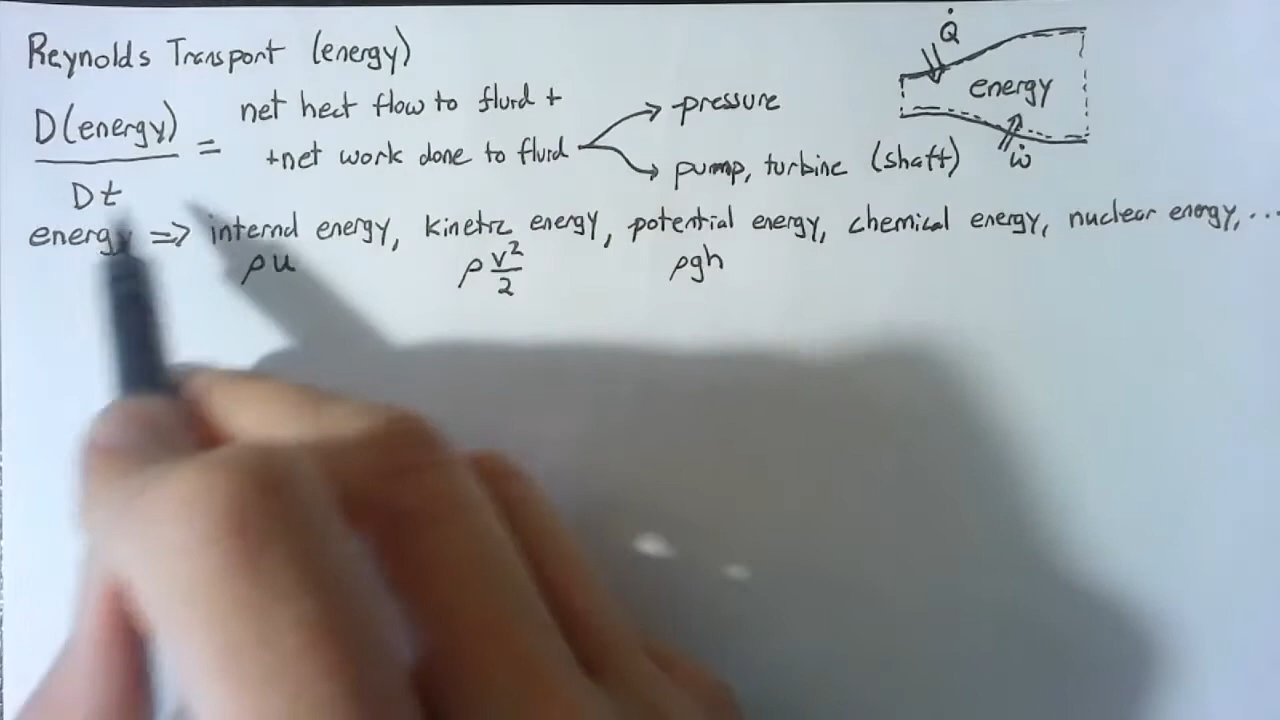 Reynolds Transport (energy)
D(energy)
Dt
=
net heat flow to fluid +
+net work done to fluid
pressure
pump, turbine (shaft)
Q̇
energy
Ẇ
energy => internal energy, kinetic energy, potential energy, chemical energy, nuclear energy, ...
ρu
ρ v²/2
ρgh